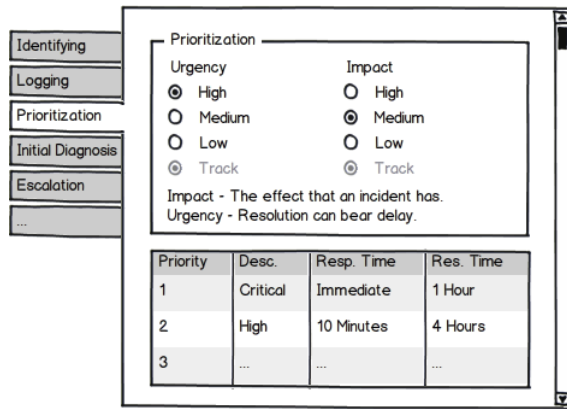 Identifying
Logging
Prioritization
Initial Diagnosis
Escalation
...
Prioritization
Urgency Impact
High High
Medium Medium
Low Low
Track Track
Impact - The effect that an incident has.
Urgency - Resolution can bear delay.
Priority Desc. Resp. Time Res. Time
1 Critical Immediate 1 Hour
2 High 10 Minutes 4 Hours
3 ... ... ...